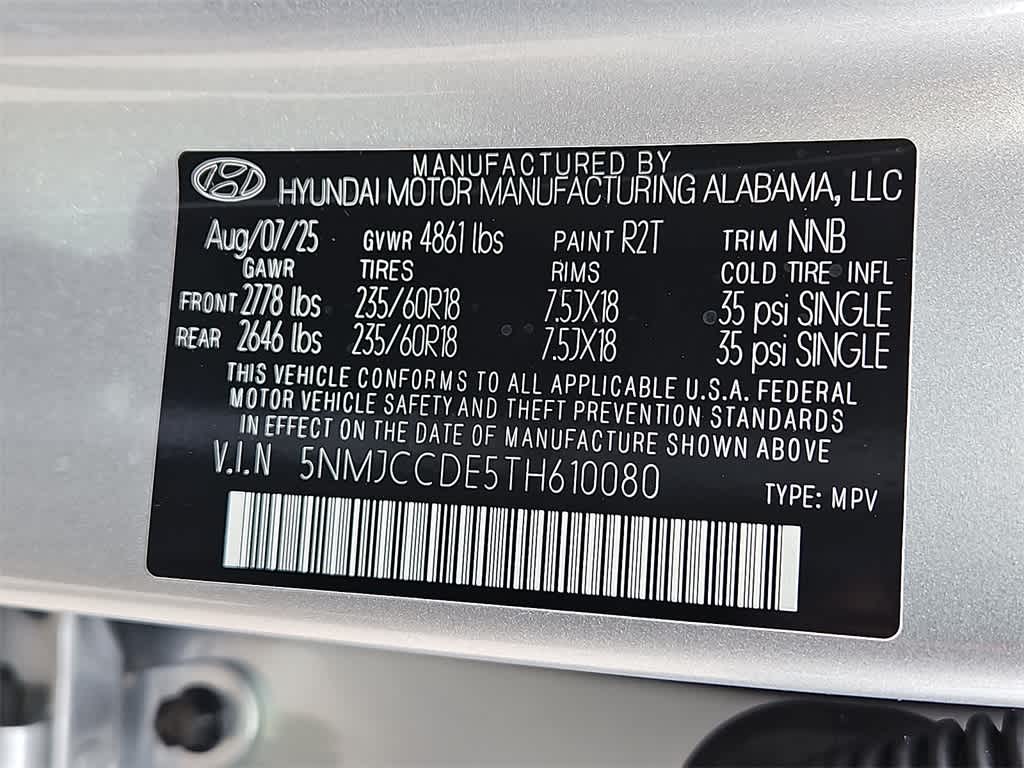 MANUFACTURED BY
HYUNDAI MOTOR MANUFACTURING ALABAMA, LLC
Aug/07/25 GVWR 4861 lbs PAINT R2T TRIM NNB
GAWR TIRES RIMS COLD TIRE INFL
FRONT 2778 lbs 235/60R18 7.5JX18 35 psi SINGLE
REAR 2646 lbs 235/60R18 7.5JX18 35 psi SINGLE
THIS VEHICLE CONFORMS TO ALL APPLICABLE U.S.A. FEDERAL
MOTOR VEHICLE SAFETY AND THEFT PREVENTION STANDARDS
IN EFFECT ON THE DATE OF MANUFACTURE SHOWN ABOVE
V.I.N 5NMJCCDE5TH610080
TYPE: MPV